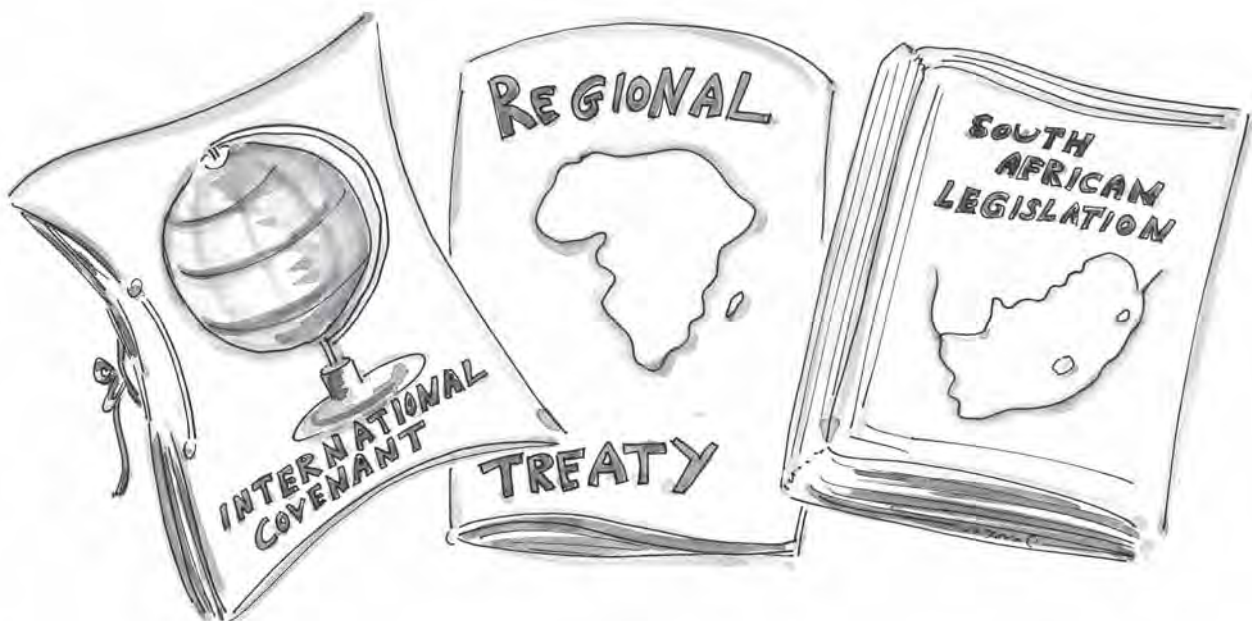 INTERNATIONAL
COVENANT
REGIONAL
TREATY
SOUTH
AFRICAN
LEGISLATION